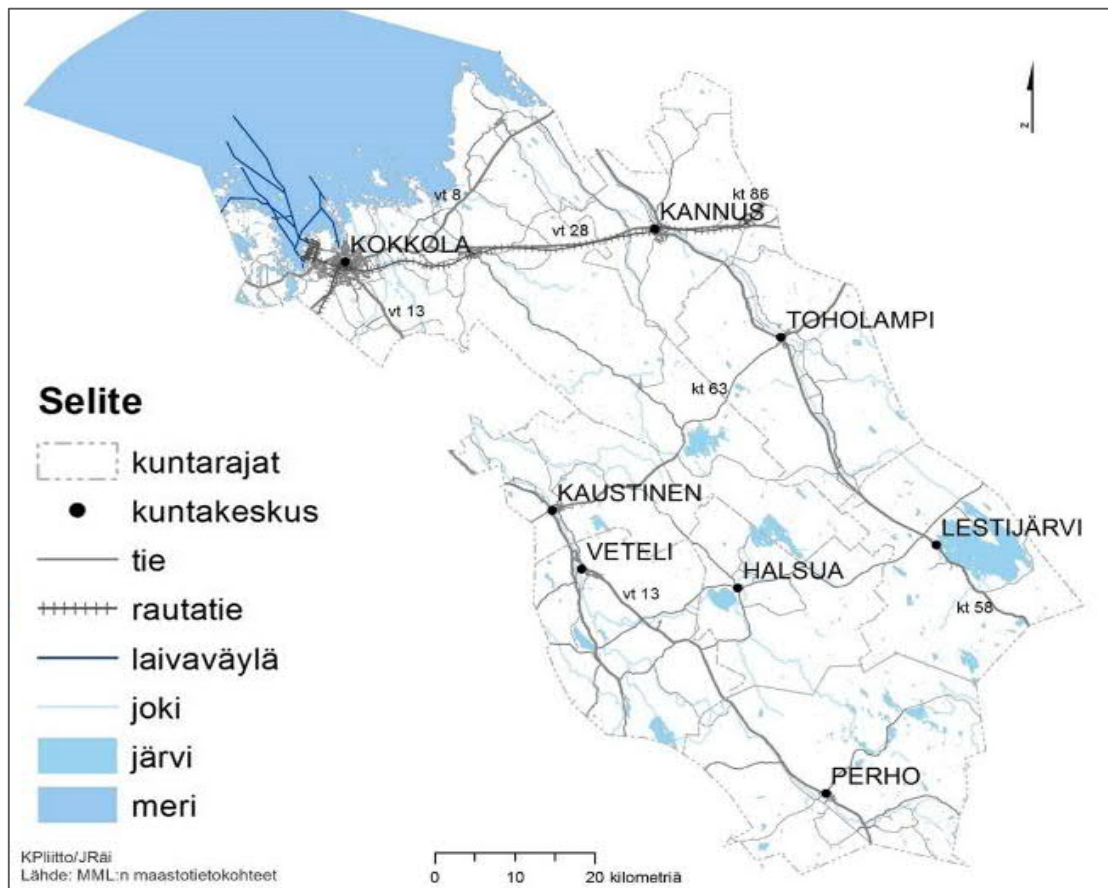 N
kt 86
KANNUS
vt 8
vt 28
KOKKOLA
vt 13
TOHOLAMPI
kt 63
Selite
kuntarajat
kuntakeskus
tie
rautatie
laivaväylä
joki
järvi
meri
KAUSTINEN
LESTIJÄRVI
VETELI
HALSUA
vt 13
kt 58
PERHO
KPliitto/JRäi
Lähde: MML:n maastotietokohteet
0 10 20 kilometriä